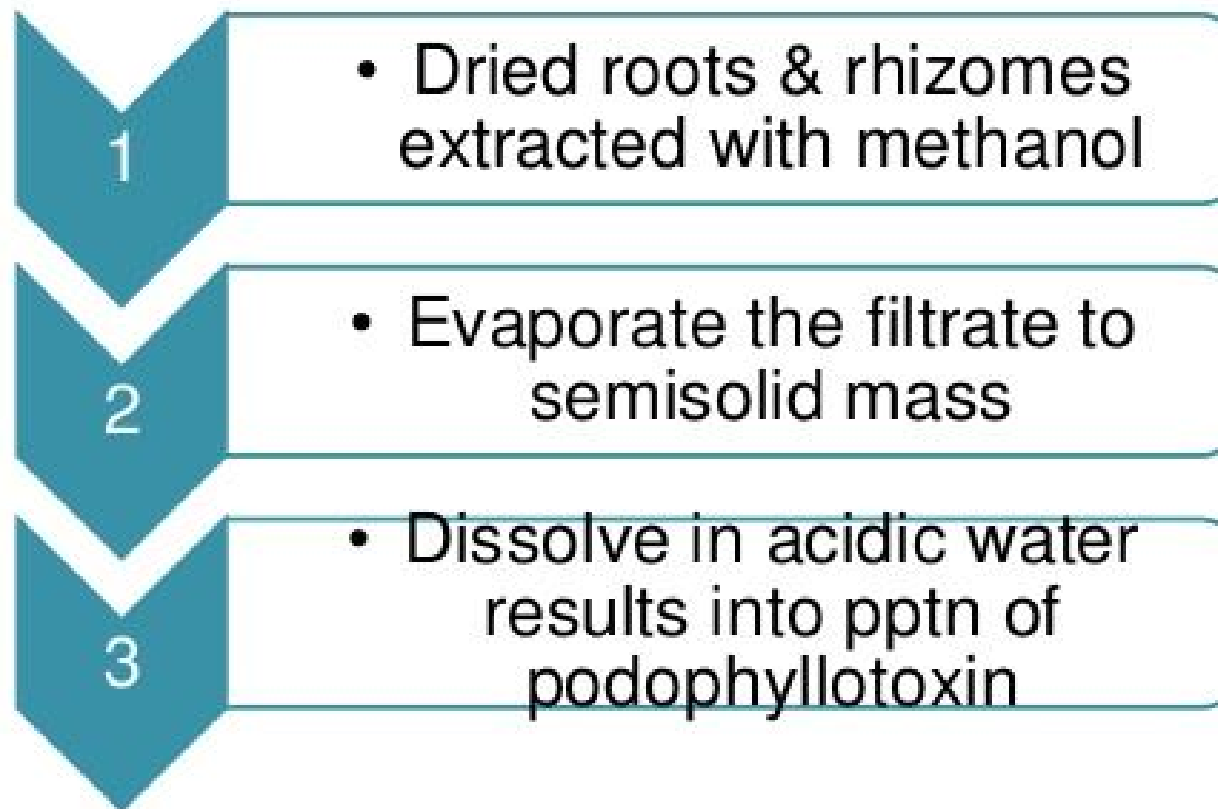 1
• Dried roots & rhizomes
extracted with methanol
2
• Evaporate the filtrate to
semisolid mass
3
• Dissolve in acidic water
results into pptn of
podophyllotoxin